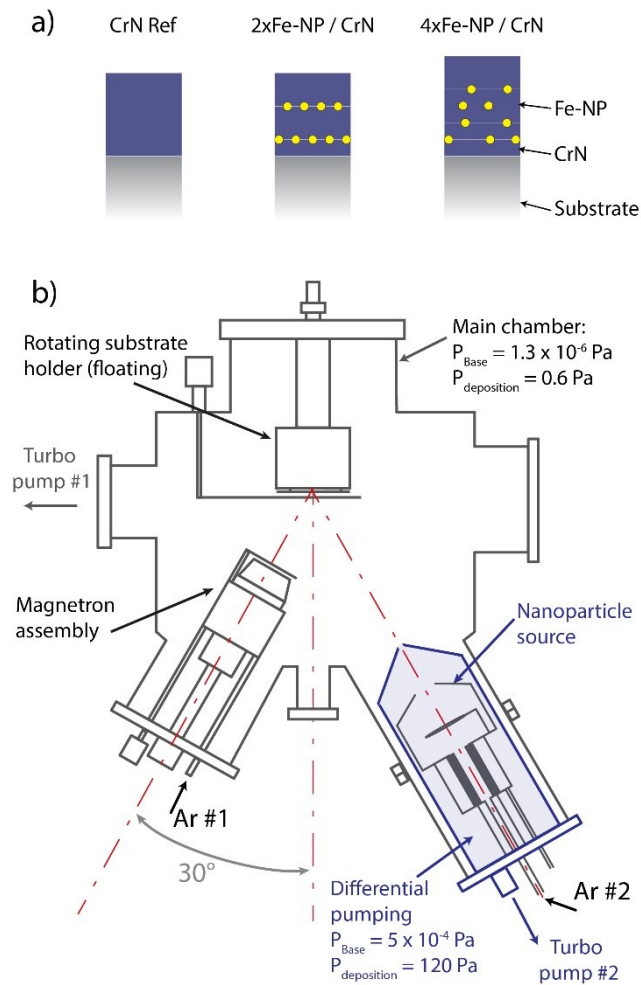 a)
CrN Ref
2xFe-NP / CrN
4xFe-NP / CrN
Fe-NP
CrN
Substrate
b)
Rotating substrate
holder (floating)
Main chamber:
P_Base = 1.3 x 10⁻⁶ Pa
P_deposition = 0.6 Pa
Turbo
pump #1
Magnetron
assembly
Nanoparticle
source
Ar #1
30°
Differential
pumping
P_Base = 5 x 10⁻⁴ Pa
P_deposition = 120 Pa
Ar #2
Turbo
pump #2